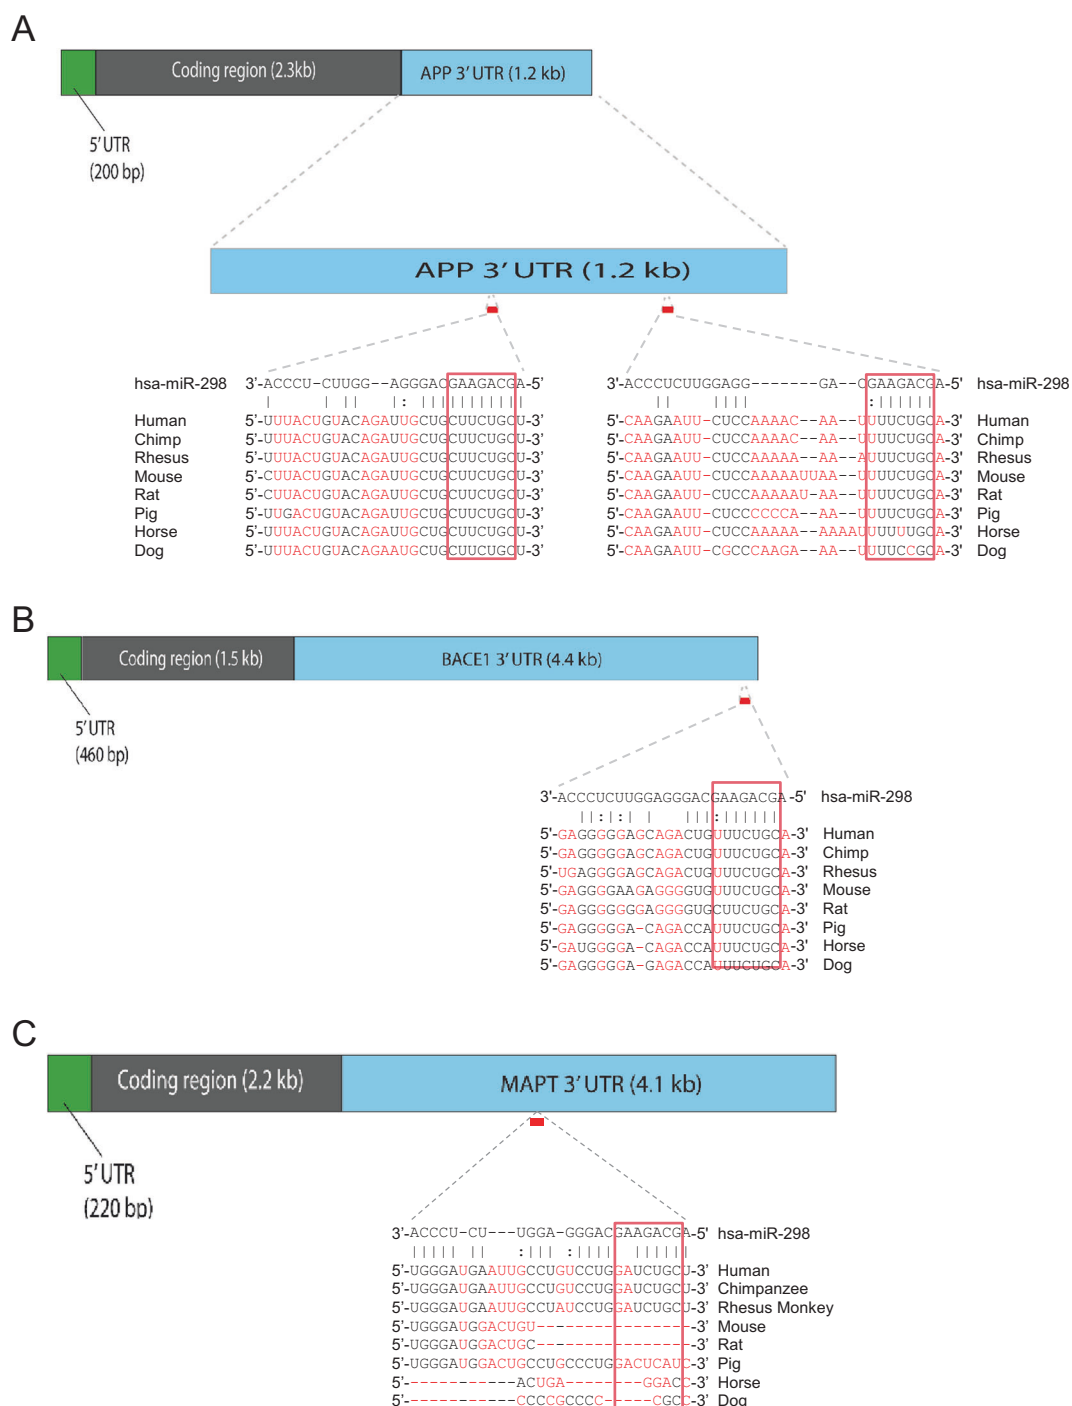 A
Coding region (2.3kb)
APP 3'UTR (1.2 kb)
5'UTR
(200 bp)
APP 3'UTR (1.2 kb)
hsa-miR-298 3'-ACCCU-CUUGG--AGGGACGAAGACGA-5'
Human 5'-UUUACUGUACAGAUUGCUGCUUCUGCU-3'
Chimp 5'-UUUACUGUACAGAUUGCUGCUUCUGCU-3'
Rhesus 5'-UUUACUGUACAGAUUGCUGCUUCUGCU-3'
Mouse 5'-CUUACUGUACAGAUUGCUGCUUCUGCU-3'
Rat 5'-CUUACUGUACAGAUUGCUGCUUCUGCU-3'
Pig 5'-UUGACUGUACAGAUUGCUGCUUCUGCU-3'
Horse 5'-UUUACUGUACAGAUUGCUGCUUCUGCU-3'
Dog 5'-UUUACUGUACAGAAUGCUGCUUCUGCU-3'
3'-ACCCUCUUGGAGG-------GA--CGAAGACGA-5' hsa-miR-298
5'-CAAGAAUU-CUCCAAAAC--AA--UUUUCUGCA-3' Human
5'-CAAGAAUU-CUCCAAAAC--AA--UUUUCUGCA-3' Chimp
5'-CAAGAAUU-CUCCAAAAA--AA--AUUUCUGCA-3' Rhesus
5'-CAAGAAUU-CUCCAAAAAUUAA--UUUUCUGCA-3' Mouse
5'-CAAGAAUU-CUCCAAAAAU-AA--UUUUCUGCA-3' Rat
5'-CAAGAAUU-CUCCCCCCA--AA--UUUUCUGCA-3' Pig
5'-CAAGAAUU-CUCCAAAAA--AAAAUUUUUUGCA-3' Horse
5'-CAAGAAUU-CGCCCAAGA--AA--UUUUCCGCA-3' Dog
B
Coding region (1.5 kb)
BACE1 3'UTR (4.4 kb)
5'UTR
(460 bp)
3'-ACCCUCUUGGAGGGACGAAGACGA-5' hsa-miR-298
5'-GAGGGGGAGCAGACUGUUUCUGCA-3' Human
5'-GAGGGGGAGCAGACUGUUUCUGCA-3' Chimp
5'-UGAGGGGAGCAGACUGUUUCUGCA-3' Rhesus
5'-GAGGGGAAGAGGGGUGUUUCUGCA-3' Mouse
5'-GAGGGGGGGAGGGGUGCUUCUGCA-3' Rat
5'-GAGGGGGA-CAGACCAUUUCUGCA-3' Pig
5'-GAUGGGGA-CAGACCAUUUCUGCA-3' Horse
5'-GAGGGGGA-GAGACCAUUUCUGCA-3' Dog
C
Coding region (2.2 kb)
MAPT 3'UTR (4.1 kb)
5'UTR
(220 bp)
3'-ACCCU-CU---UGGA-GGGACGAAGACGA-5' hsa-miR-298
5'-UGGGAUGAAUUGCCUGUCCUGGAUCUGCU-3' Human
5'-UGGGAUGAAUUGCCUGUCCUGGAUCUGCU-3' Chimpanzee
5'-UGGGAUGAAUUGCCUAUCCUGGAUCUGCU-3' Rhesus Monkey
5'-UGGGAUGGACUGU----------------3' Mouse
5'-UGGGAUGGACUGC----------------3' Rat
5'-UGGGAUGGACUGCCUGCCCUGGACUCAUC-3' Pig
5'-----------ACUGA-------GGACC-3' Horse
5'-----------CCCCGCCCC-----CGCC-3' Dog